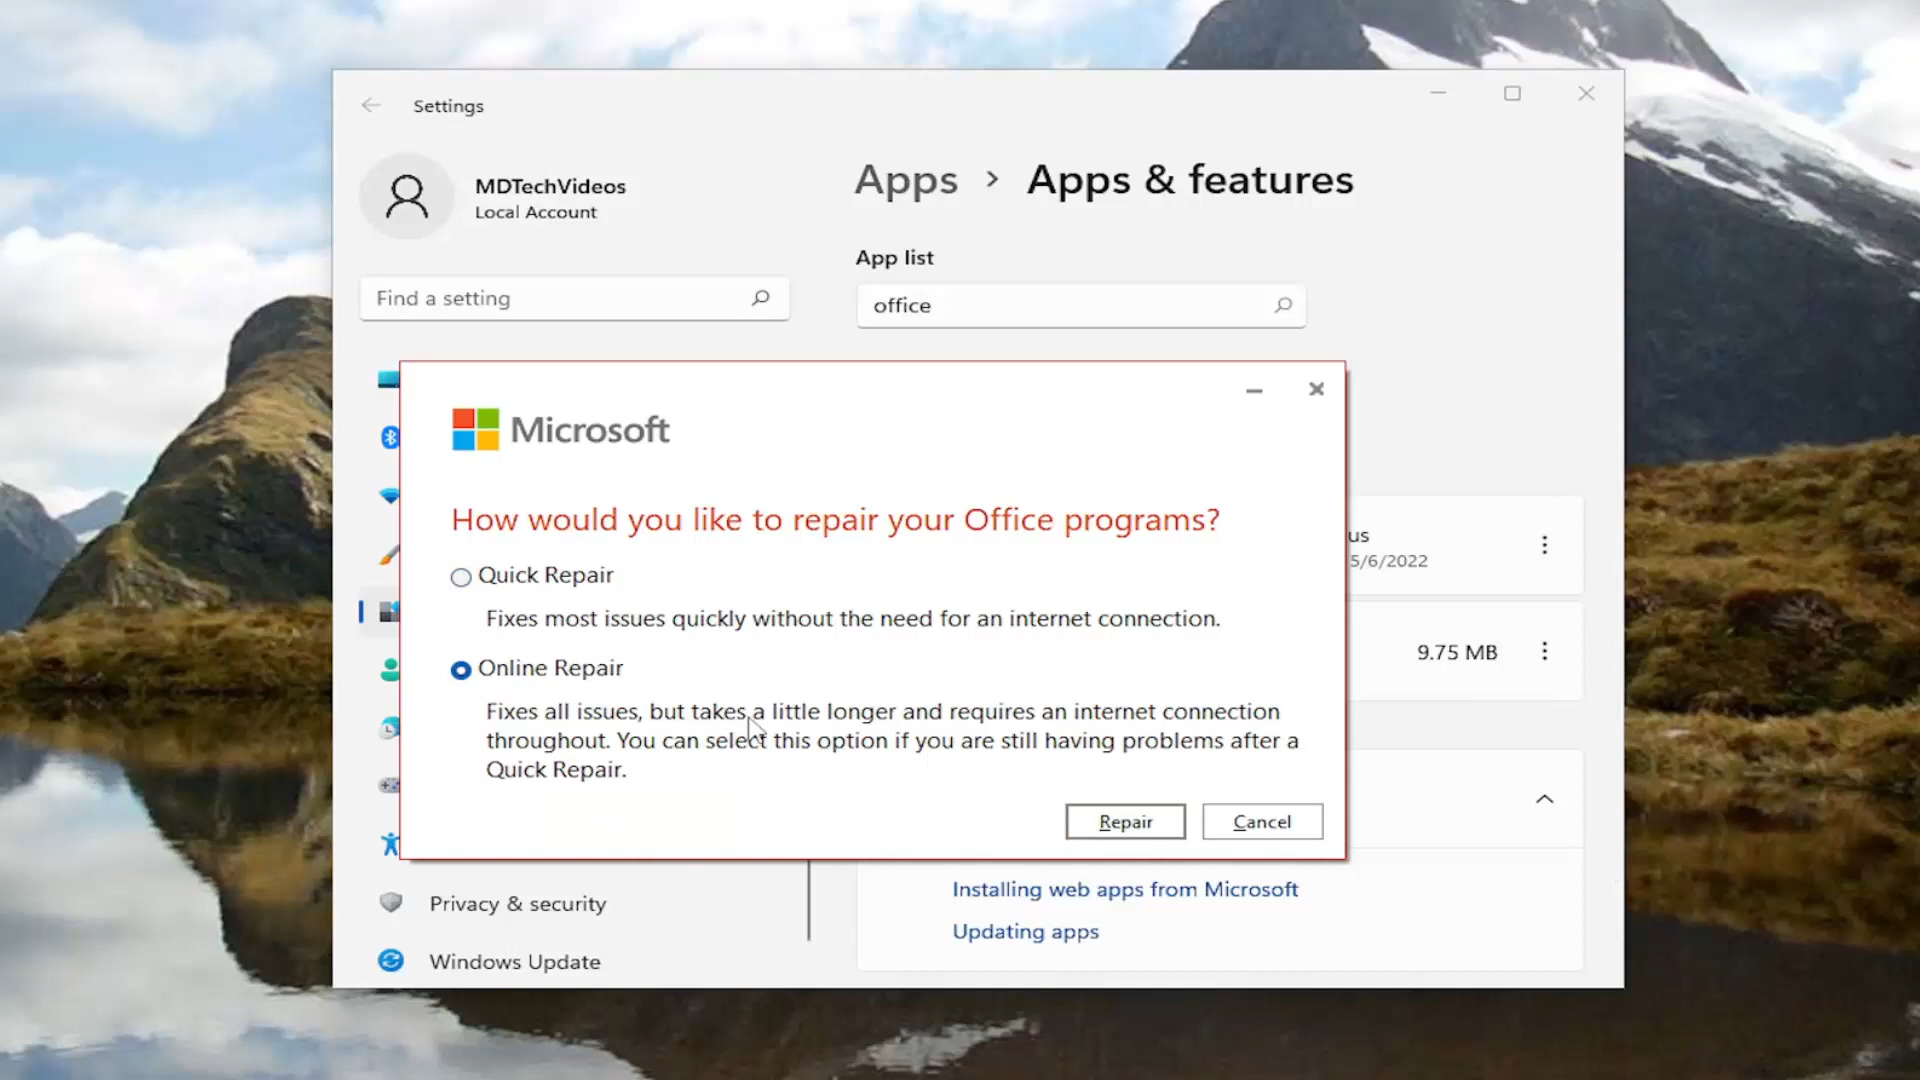 Settings
MDTechVideos
Local Account
Find a setting
Apps › Apps & features
App list
office
Microsoft
How would you like to repair your Office programs?
Quick Repair
Fixes most issues quickly without the need for an internet connection.
Online Repair
Fixes all issues, but takes a little longer and requires an internet connection
throughout. You can select this option if you are still having problems after a
Quick Repair.
Repair
Cancel
us
5/6/2022
9.75 MB
Installing web apps from Microsoft
Updating apps
Privacy & security
Windows Update